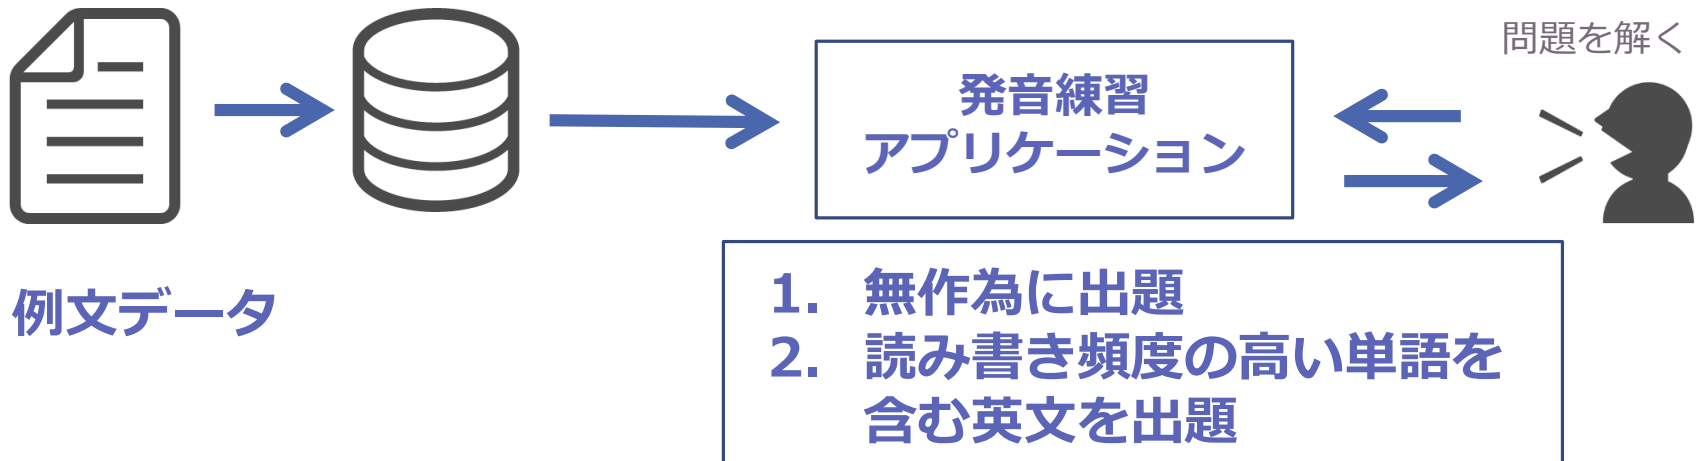 問題を解く
発音練習
アプリケーション
例文データ
1. 無作為に出題
2. 読み書き頻度の高い単語を
含む英文を出題